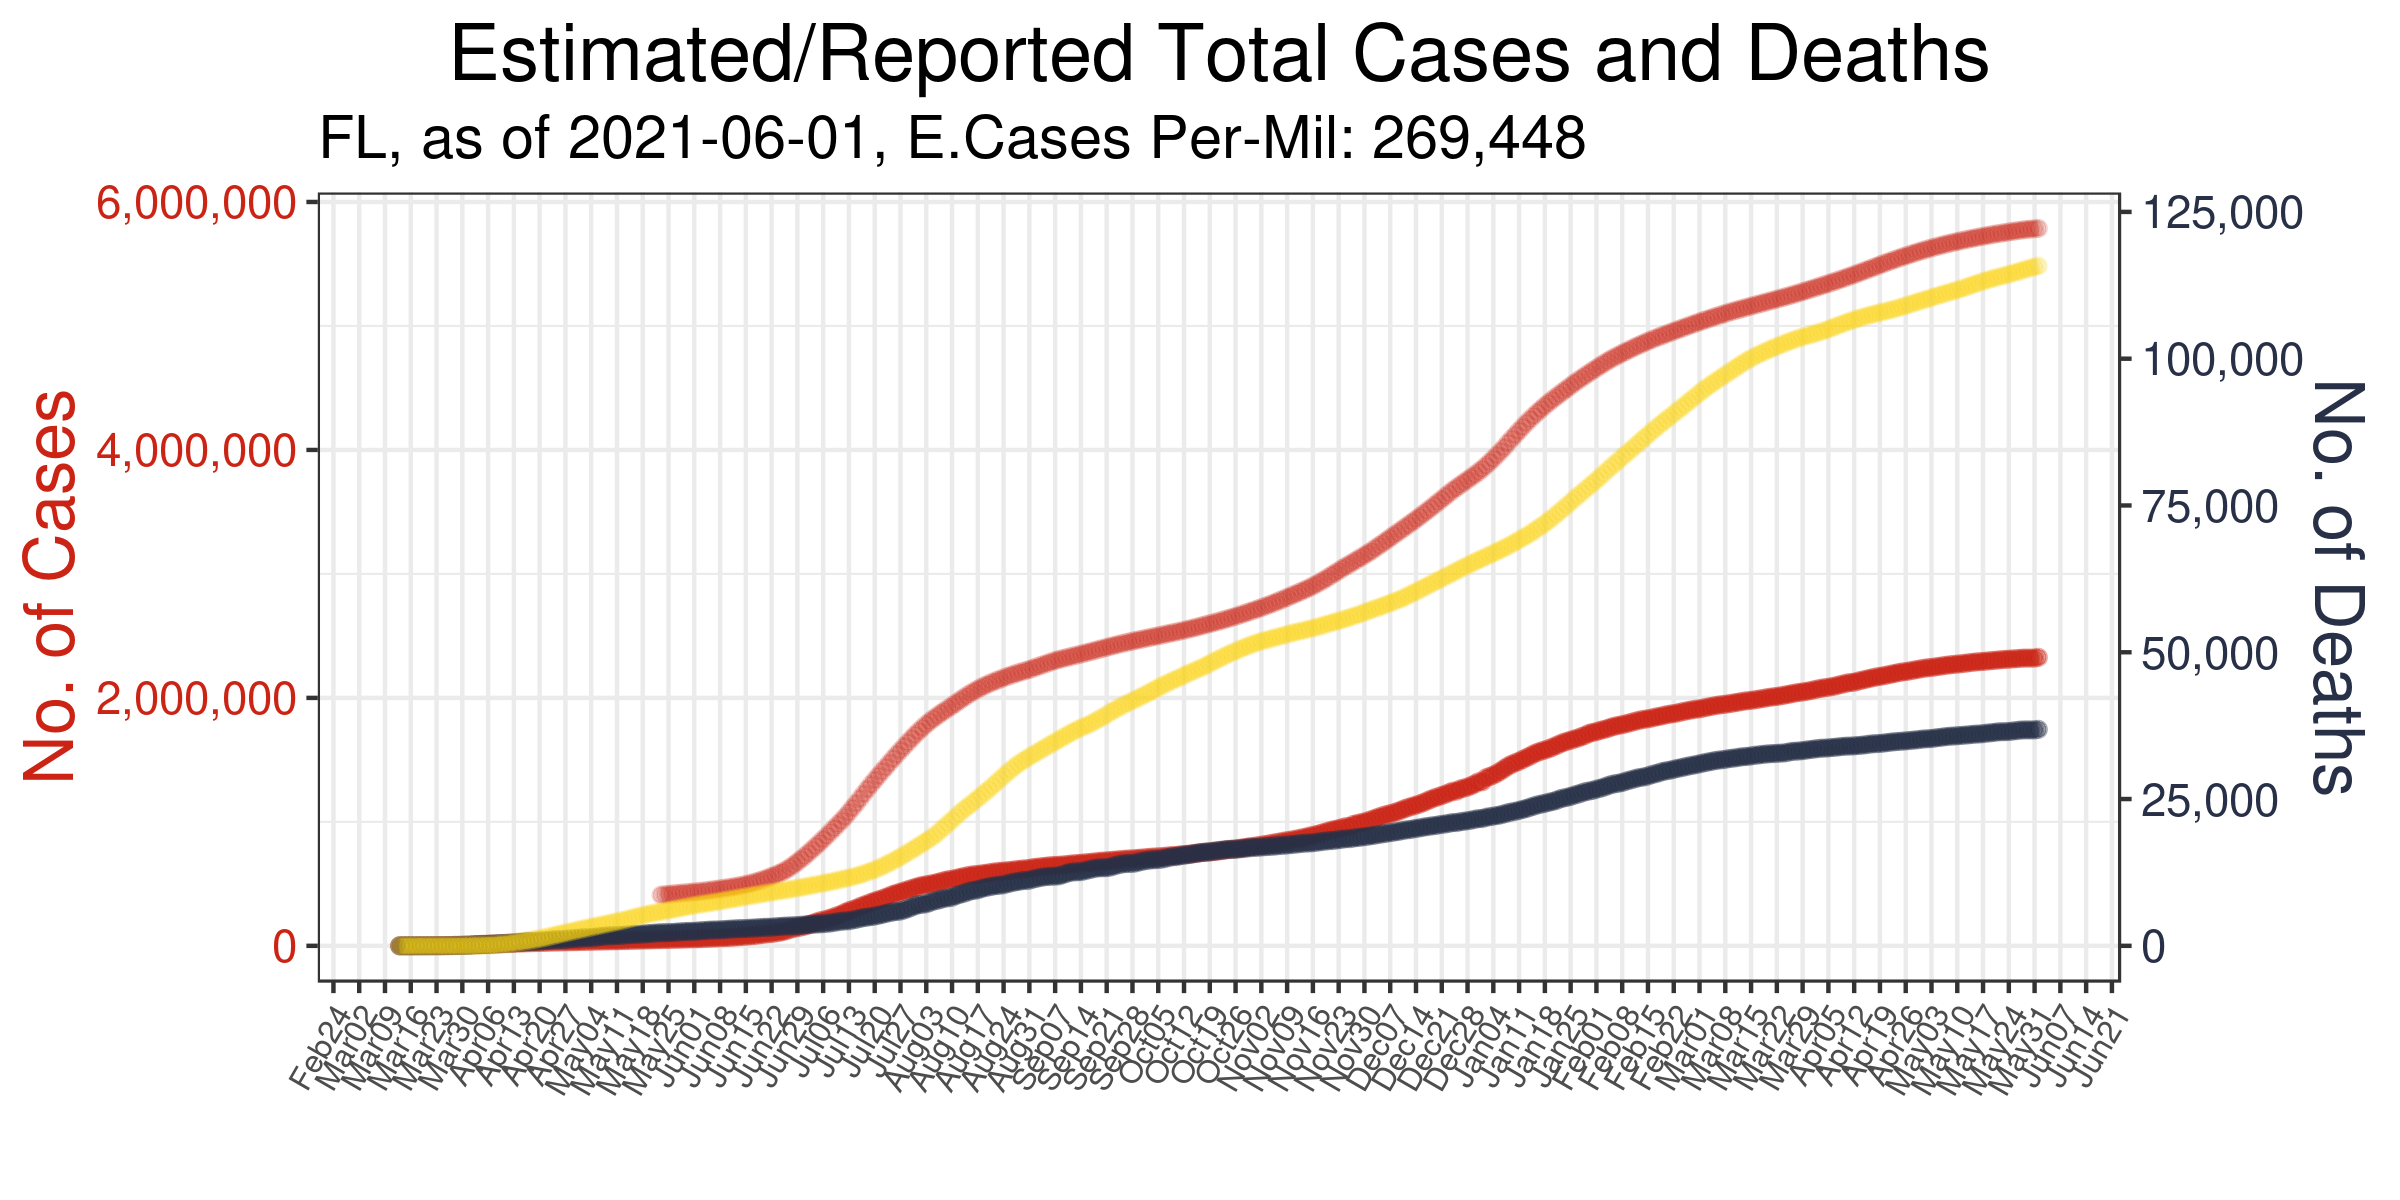 Estimated/Reported Total Cases and Deaths
FL, as of 2021-06-01, E.Cases Per-Mil: 269,448
No. of Cases
6,000,000
4,000,000
2,000,000
0
125,000
100,000
75,000
50,000
25,000
0
No. of Deaths
Feb24
Mar02
Mar09
Mar16
Mar23
Mar30
Apr06
Apr13
Apr20
Apr27
May04
May11
May18
May25
Jun01
Jun08
Jun15
Jun22
Jun29
Jul06
Jul13
Jul20
Jul27
Aug03
Aug10
Aug17
Aug24
Aug31
Sep07
Sep14
Sep21
Sep28
Oct05
Oct12
Oct19
Oct26
Nov02
Nov09
Nov16
Nov23
Nov30
Dec07
Dec14
Dec21
Dec28
Jan04
Jan11
Jan18
Jan25
Feb01
Feb08
Feb15
Feb22
Mar01
Mar08
Mar15
Mar22
Mar29
Apr05
Apr12
Apr19
Apr26
May03
May10
May17
May24
May31
Jun07
Jun14
Jun21